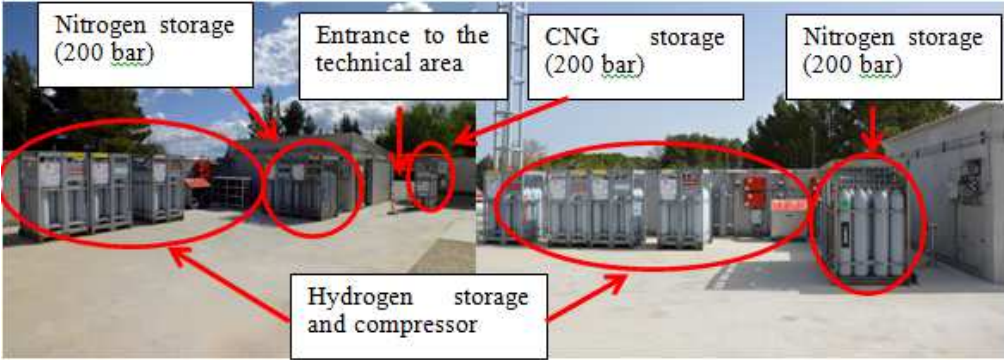 Nitrogen storage
(200 bar)
Entrance to the
technical area
CNG storage
(200 bar)
Nitrogen storage
(200 bar)
Hydrogen storage
and compressor